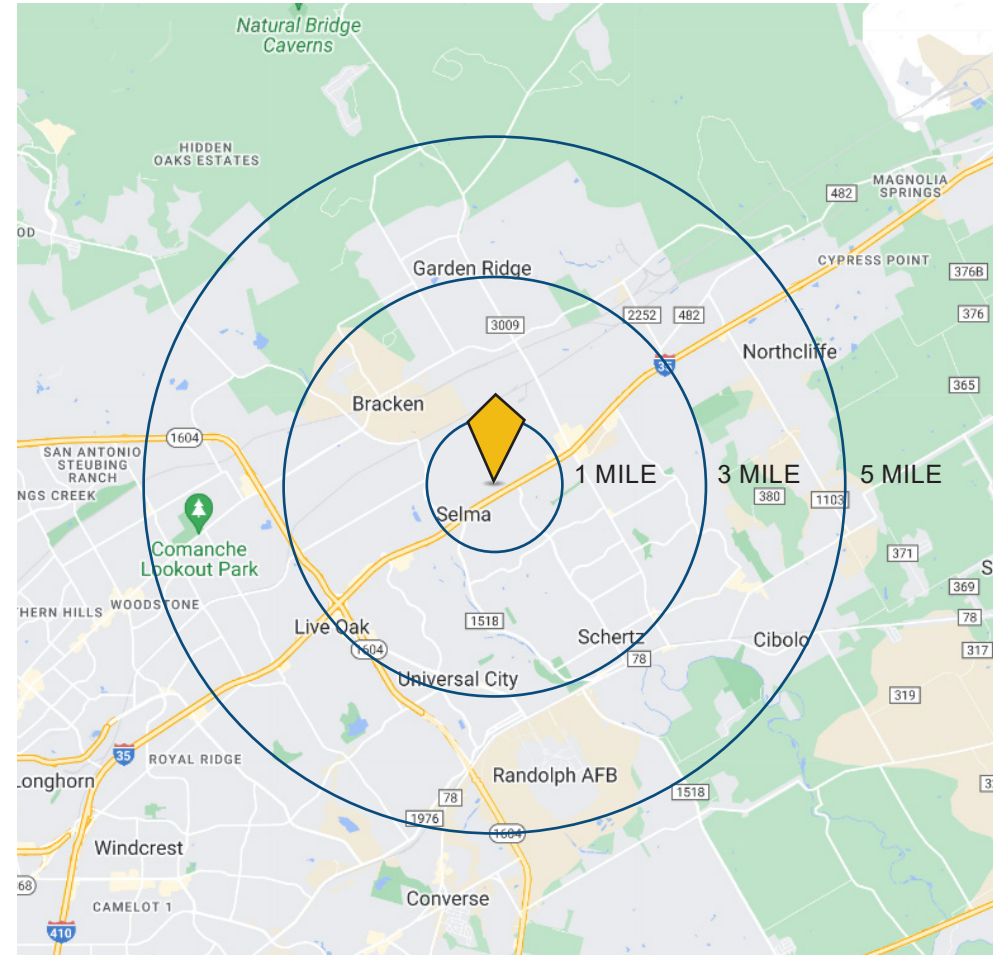 Natural Bridge
Caverns
HIDDEN
OAKS ESTATES
MAGNOLIA
SPRINGS
482
OD
CYPRESS POINT
Garden Ridge
376B
2252
482
376
3009
Northcliffe
35
365
Bracken
1604
SAN ANTONIO
STEUBING
RANCH
NGS CREEK
1 MILE
3 MILE
5 MILE
380
1103
Selma
Comanche
Lookout Park
371
S
369
THERN HILLS
WOODSTONE
78
Live Oak
1518
Schertz
Cibolo
1604
78
317
Universal City
319
35
ROYAL RIDGE
Longhorn
Randolph AFB
78
1518
1976
1604
Windcrest
68
CAMELOT 1
Converse
410